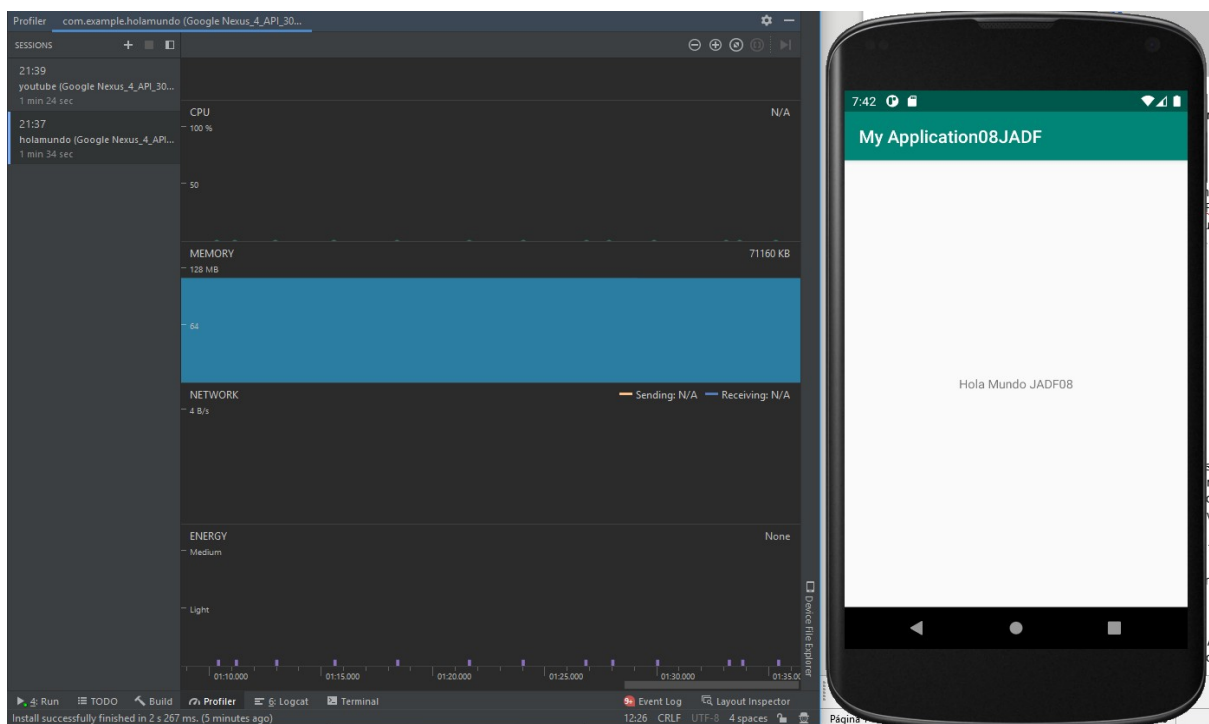 Profiler com.example.holamundo (Google Nexus_4_API_30...
SESSIONS
21:39
youtube (Google Nexus_4_API_30...
1 min 24 sec
21:37
holamundo (Google Nexus_4_API...
1 min 34 sec
CPU N/A
100 %
50
MEMORY 71160 KB
128 MB
64
NETWORK Sending: N/A Receiving: N/A
4 B/s
ENERGY None
Medium
Light
01:10.000 01:15.000 01:20.000 01:25.000 01:30.000 01:35.00
Device File Explorer
4: Run TODO Build Profiler 6: Logcat Terminal Event Log Layout Inspector
Install successfully finished in 2 s 267 ms. (5 minutes ago) 12:26 CRLF UTF-8 4 spaces
7:42
My Application08JADF
Hola Mundo JADF08
Página